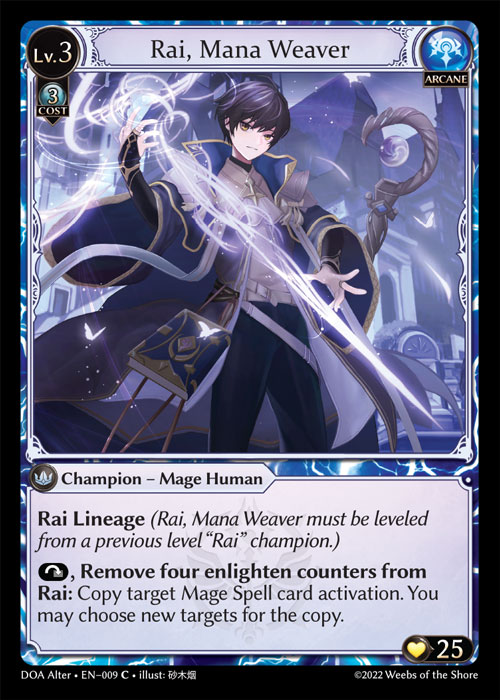 Lv.3
Rai, Mana Weaver
ARCANE
3
COST
Champion – Mage Human
Rai Lineage (Rai, Mana Weaver must be leveled
from a previous level “Rai” champion.)
, Remove four enlighten counters from
Rai: Copy target Mage Spell card activation. You
may choose new targets for the copy.
25
DOA Alter • EN–009 C • illust: 砂木烟
©2022 Weebs of the Shore